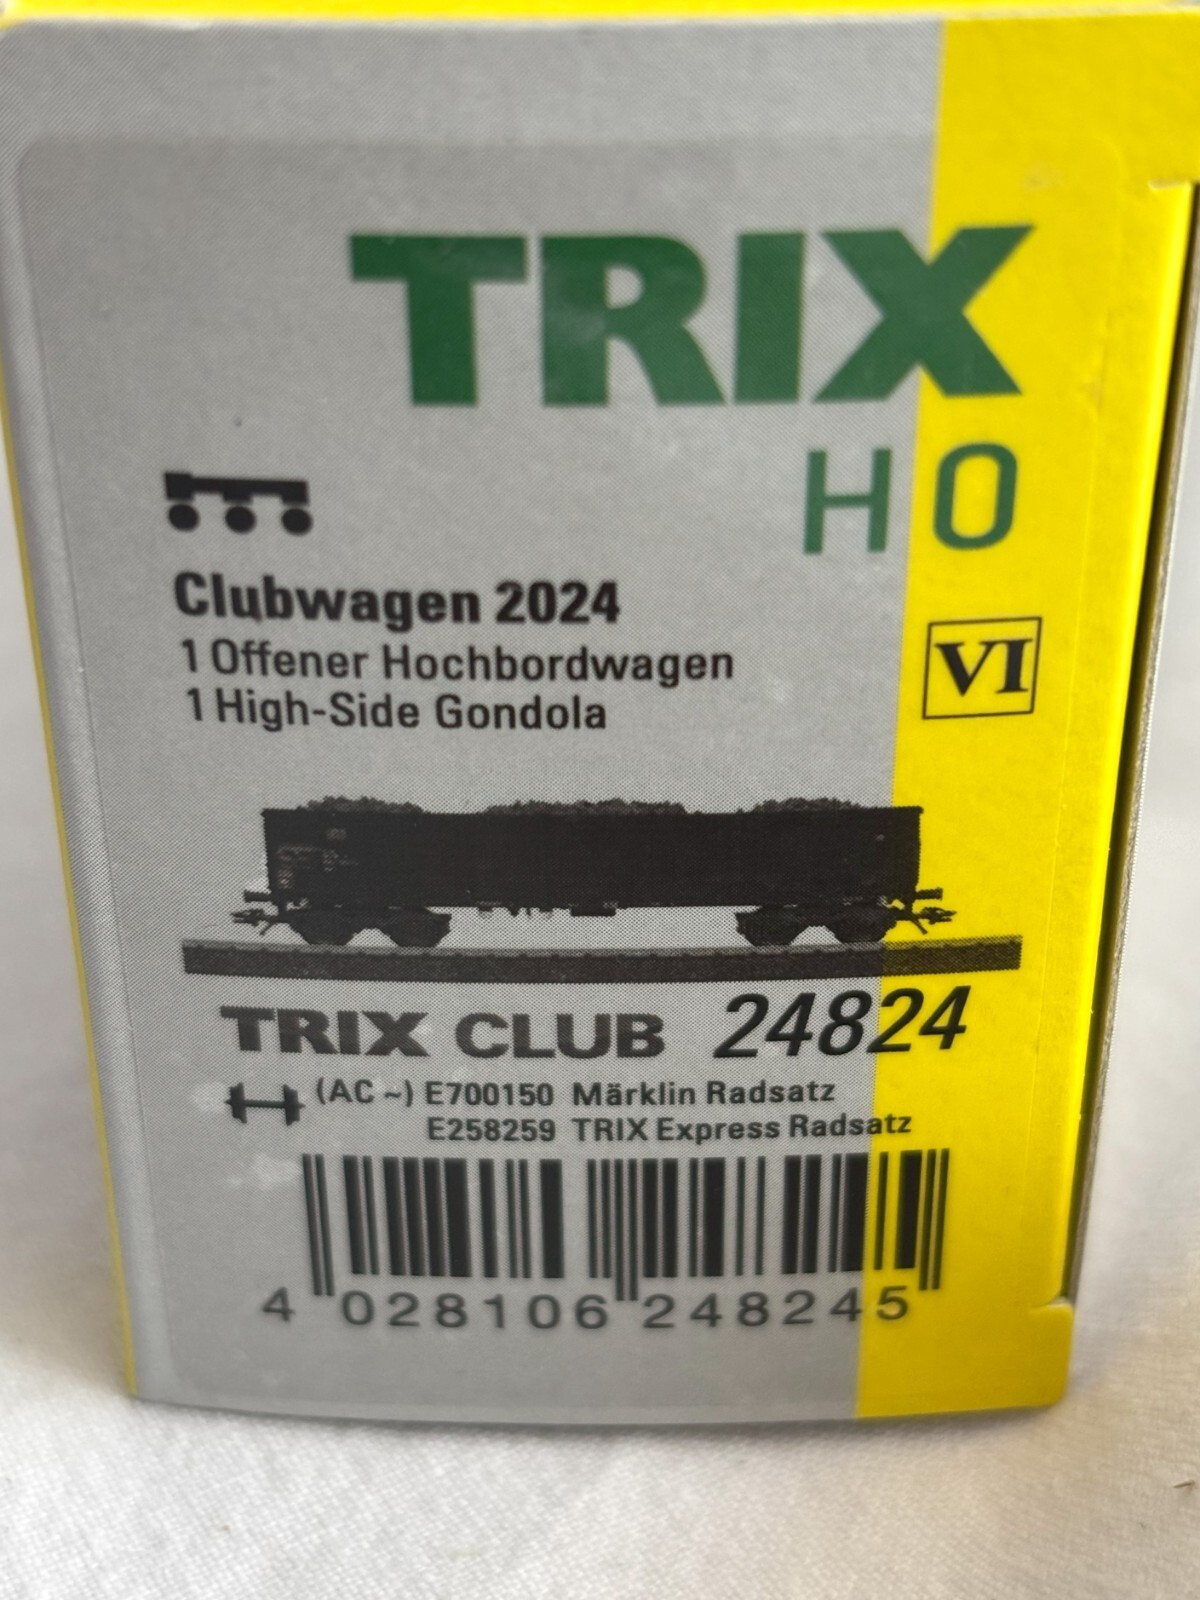 TRIX
H0
Clubwagen 2024
1 Offener Hochbordwagen
1 High-Side Gondola
VI
TRIX CLUB 24824
(AC ~) E700150 Märklin Radsatz
E258259 TRIX Express Radsatz
4 028106 248245